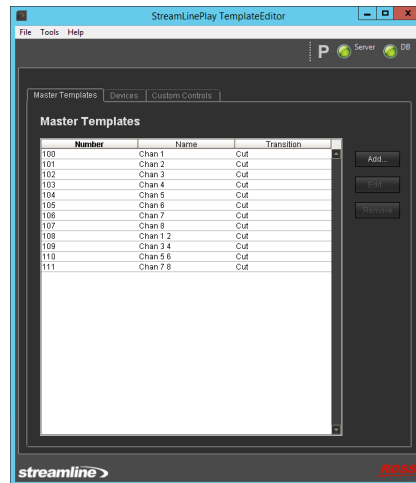 StreamLinePlay TemplateEditor
File Tools Help
P Server DB
Master Templates Devices Custom Controls
Master Templates
Number Name Transition
100 Chan 1 Cut
101 Chan 2 Cut
102 Chan 3 Cut
103 Chan 4 Cut
104 Chan 5 Cut
105 Chan 6 Cut
106 Chan 7 Cut
107 Chan 8 Cut
108 Chan 1 2 Cut
109 Chan 3 4 Cut
110 Chan 5 6 Cut
111 Chan 7 8 Cut
Add...
Edit...
Remove
streamline
ROSS